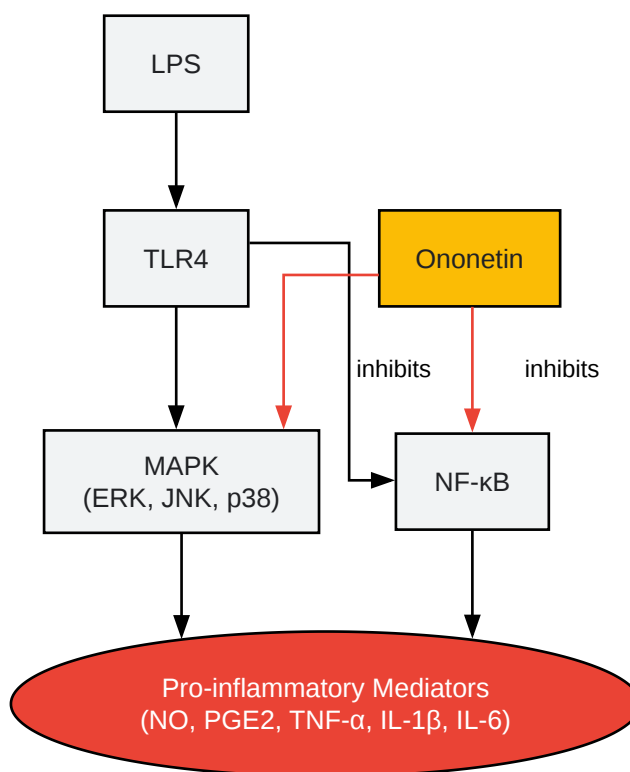 LPS
TLR4
Ononetin
inhibits
inhibits
MAPK
(ERK, JNK, p38)
NF-κB
Pro-inflammatory Mediators
(NO, PGE2, TNF-α, IL-1β, IL-6)